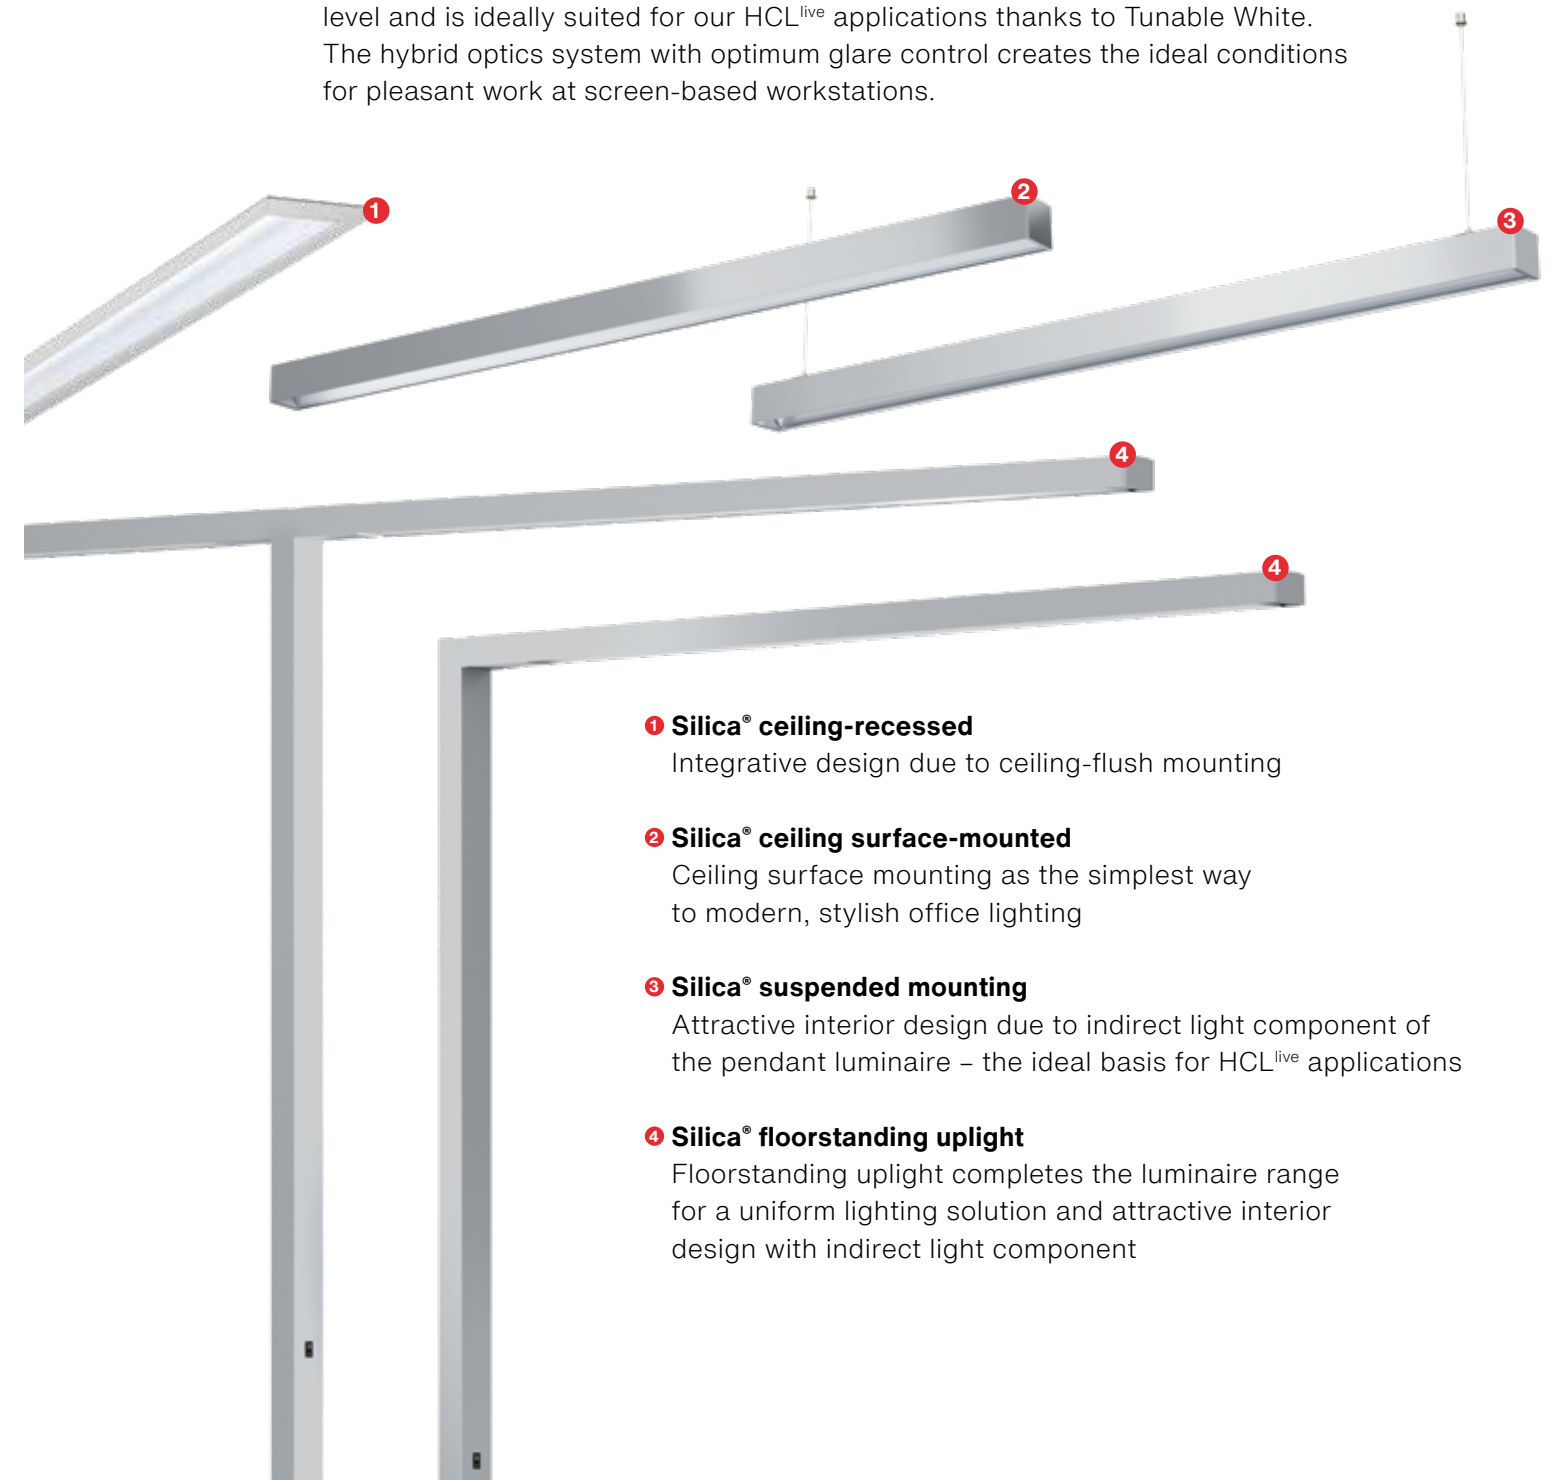 level and is ideally suited for our HCLlive applications thanks to Tunable White.
The hybrid optics system with optimum glare control creates the ideal conditions
for pleasant work at screen-based workstations.
1
2
3
4
4
1 Silica® ceiling-recessed
Integrative design due to ceiling-flush mounting
2 Silica® ceiling surface-mounted
Ceiling surface mounting as the simplest way
to modern, stylish office lighting
3 Silica® suspended mounting
Attractive interior design due to indirect light component of
the pendant luminaire – the ideal basis for HCLlive applications
4 Silica® floorstanding uplight
Floorstanding uplight completes the luminaire range
for a uniform lighting solution and attractive interior
design with indirect light component